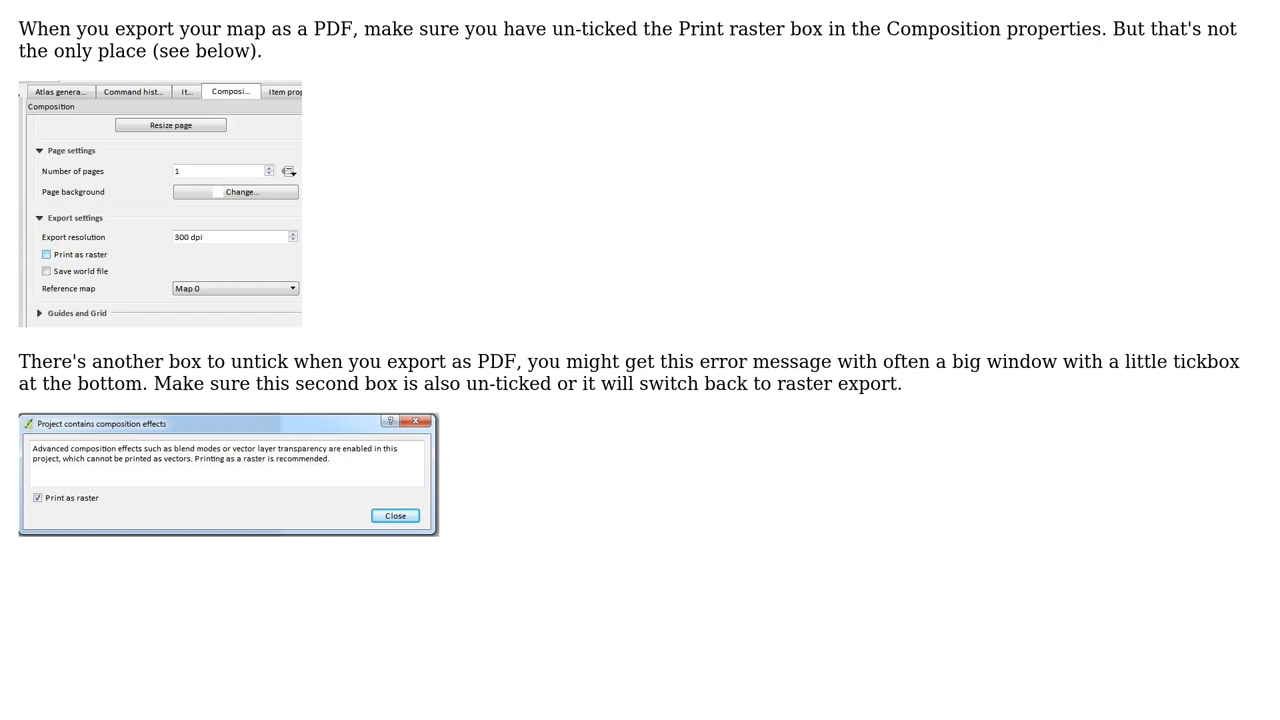 When you export your map as a PDF, make sure you have un-ticked the Print raster box in the Composition properties. But that's not
the only place (see below).
Atlas genera... Command hist... It... Composi... Item prop
Composition
Resize page
Page settings
Number of pages 1
Page background Change...
Export settings
Export resolution 300 dpi
Print as raster
Save world file
Reference map Map 0
Guides and Grid
There's another box to untick when you export as PDF, you might get this error message with often a big window with a little tickbox
at the bottom. Make sure this second box is also un-ticked or it will switch back to raster export.
Project contains composition effects
Advanced composition effects such as blend modes or vector layer transparency are enabled in this
project, which cannot be printed as vectors. Printing as a raster is recommended.
Print as raster
Close